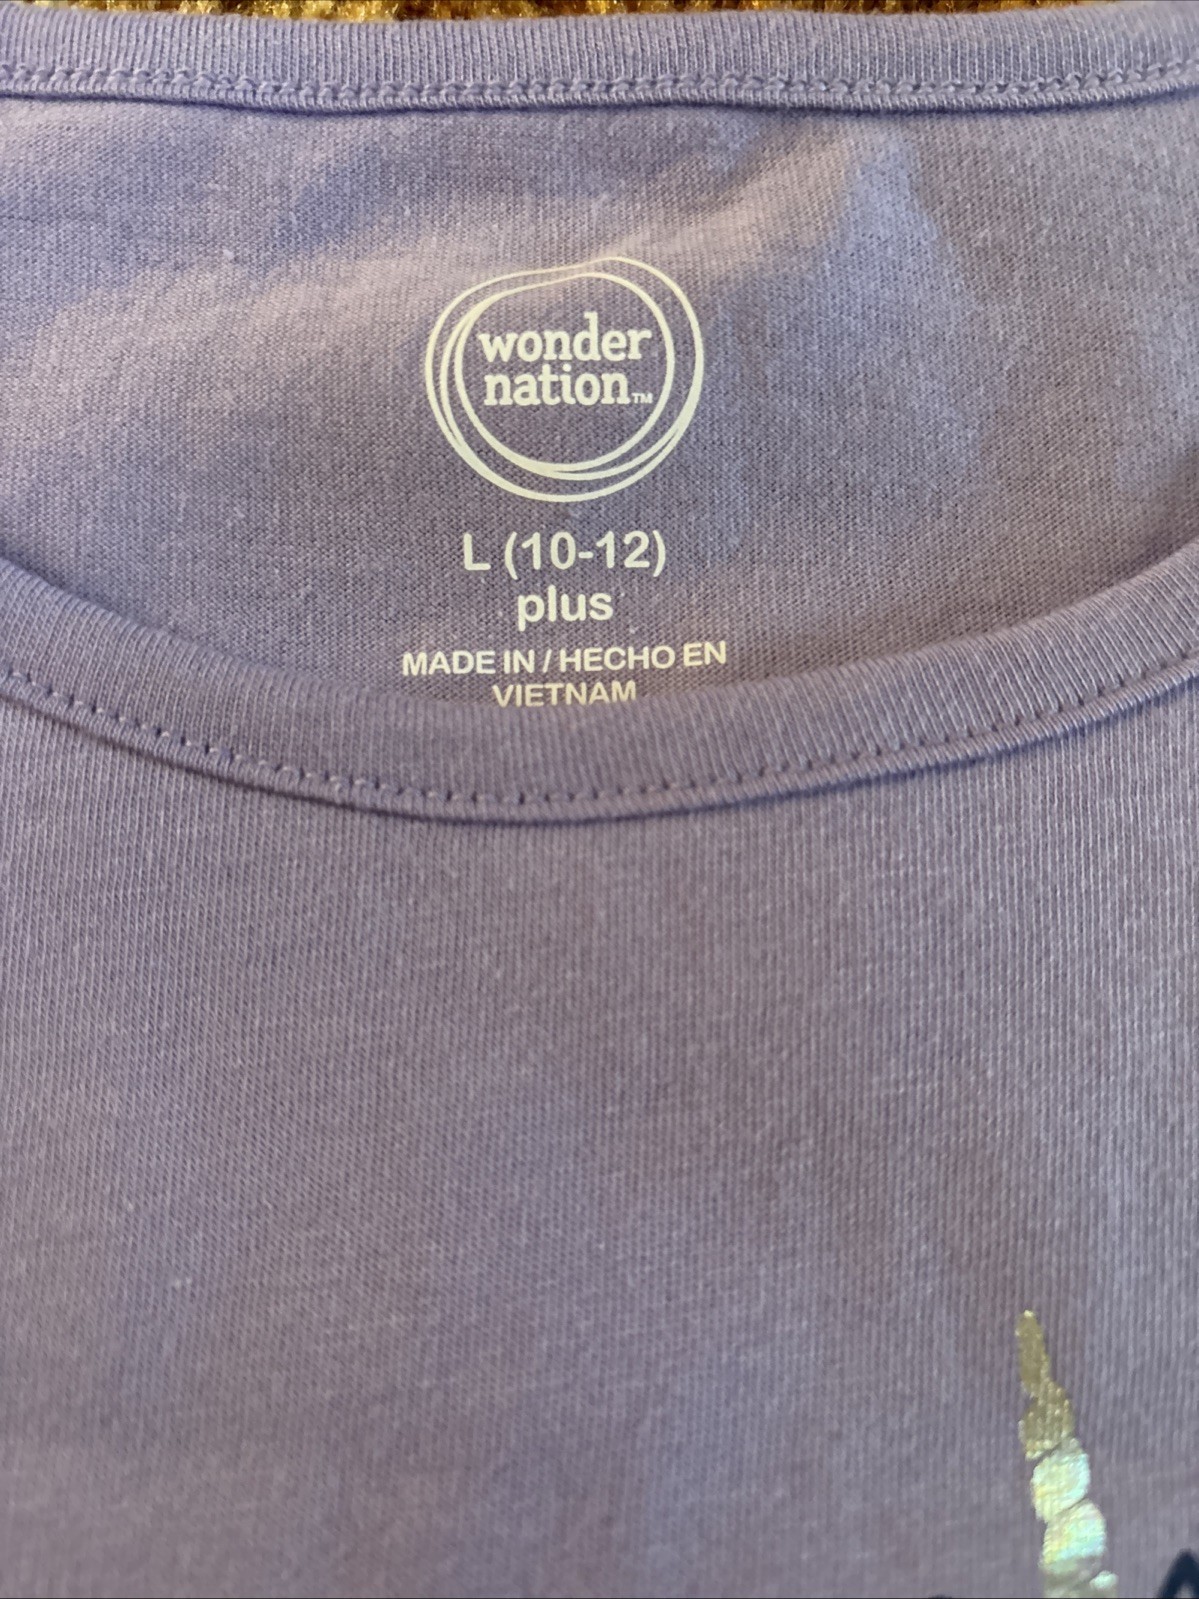 wonder
nation™
L (10-12)
plus
MADE IN / HECHO EN
VIETNAM